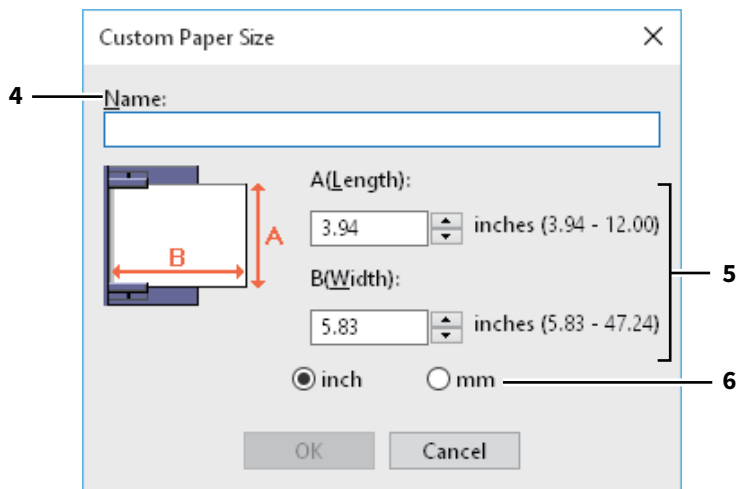 Custom Paper Size
4
Name:
A(Length):
3.94 inches (3.94 - 12.00)
A
B
5
B(Width):
5.83 inches (5.83 - 47.24)
inch mm
6
OK Cancel